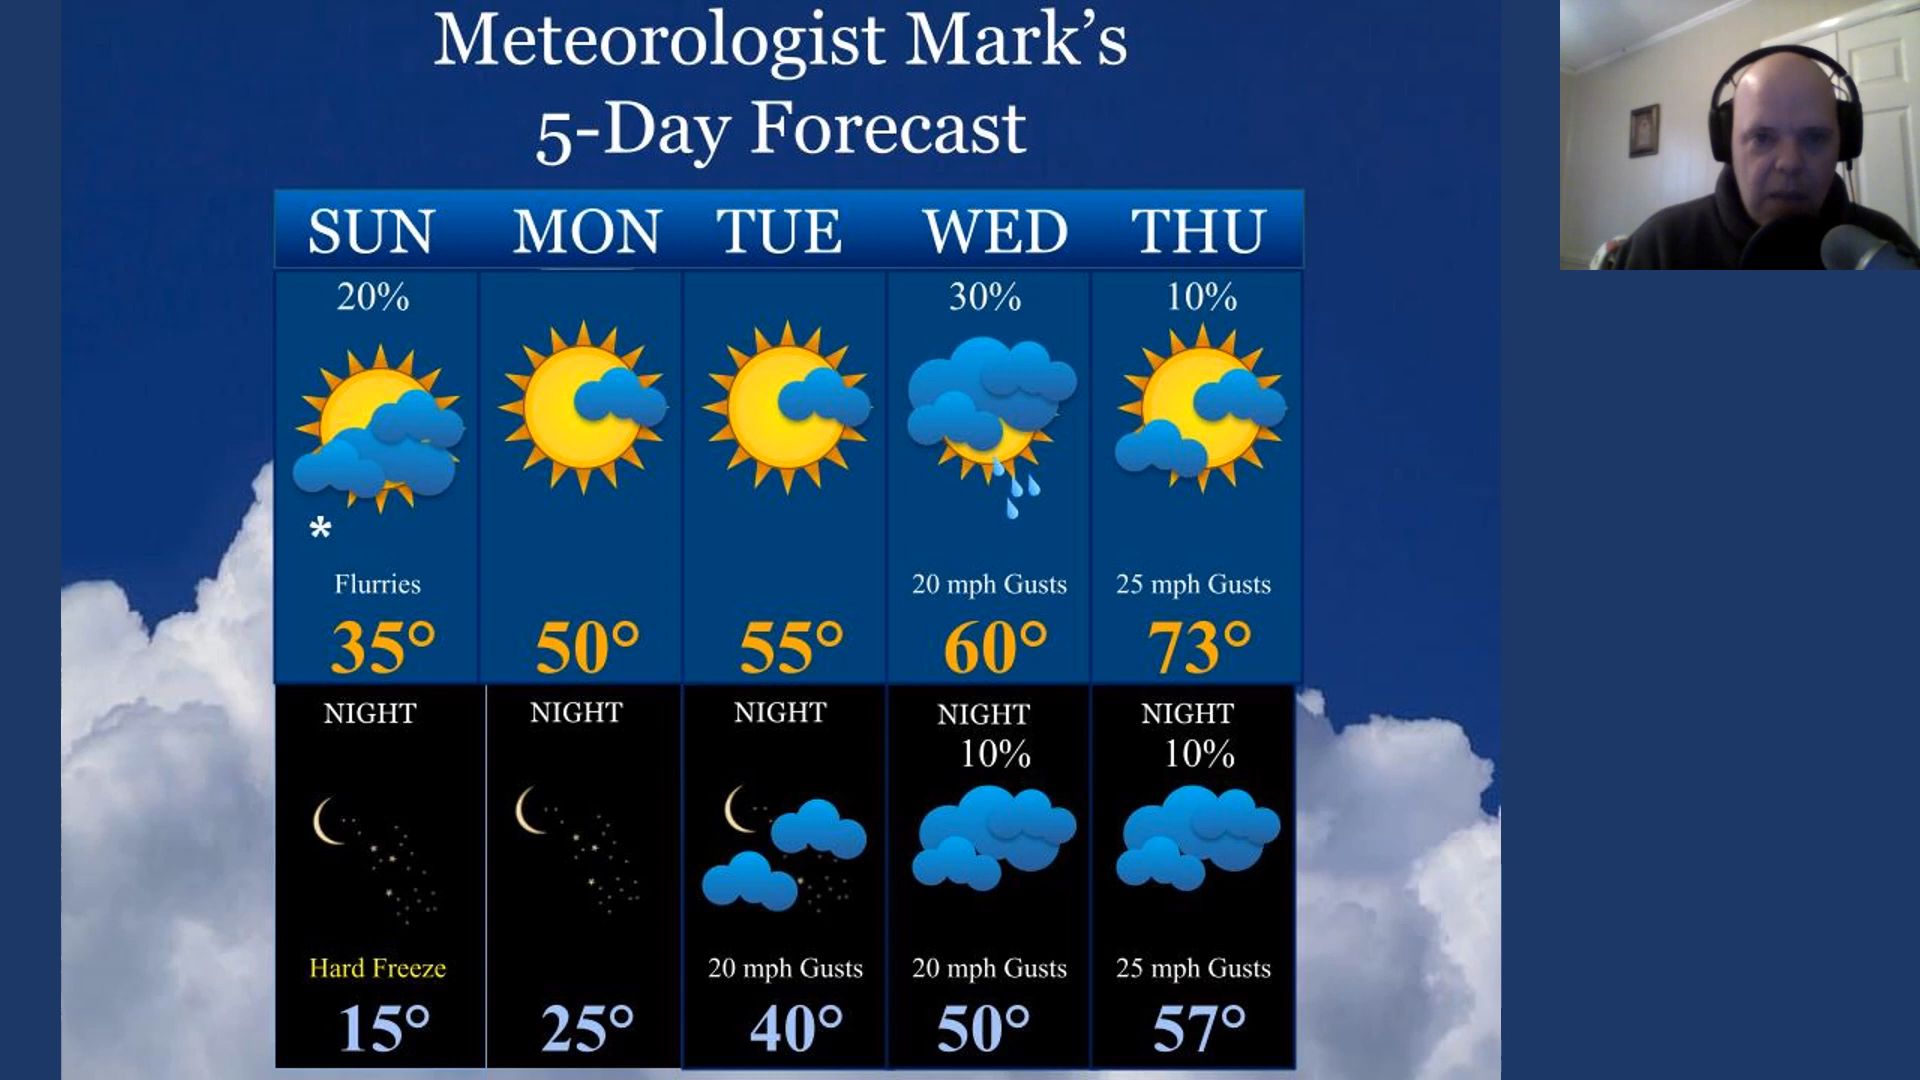 Meteorologist Mark's
5-Day Forecast
SUN MON TUE WED THU
20% 30% 10%
*
Flurries 20 mph Gusts 25 mph Gusts
35° 50° 55° 60° 73°
NIGHT NIGHT NIGHT NIGHT NIGHT
10% 10%
Hard Freeze 20 mph Gusts 20 mph Gusts 25 mph Gusts
15° 25° 40° 50° 57°